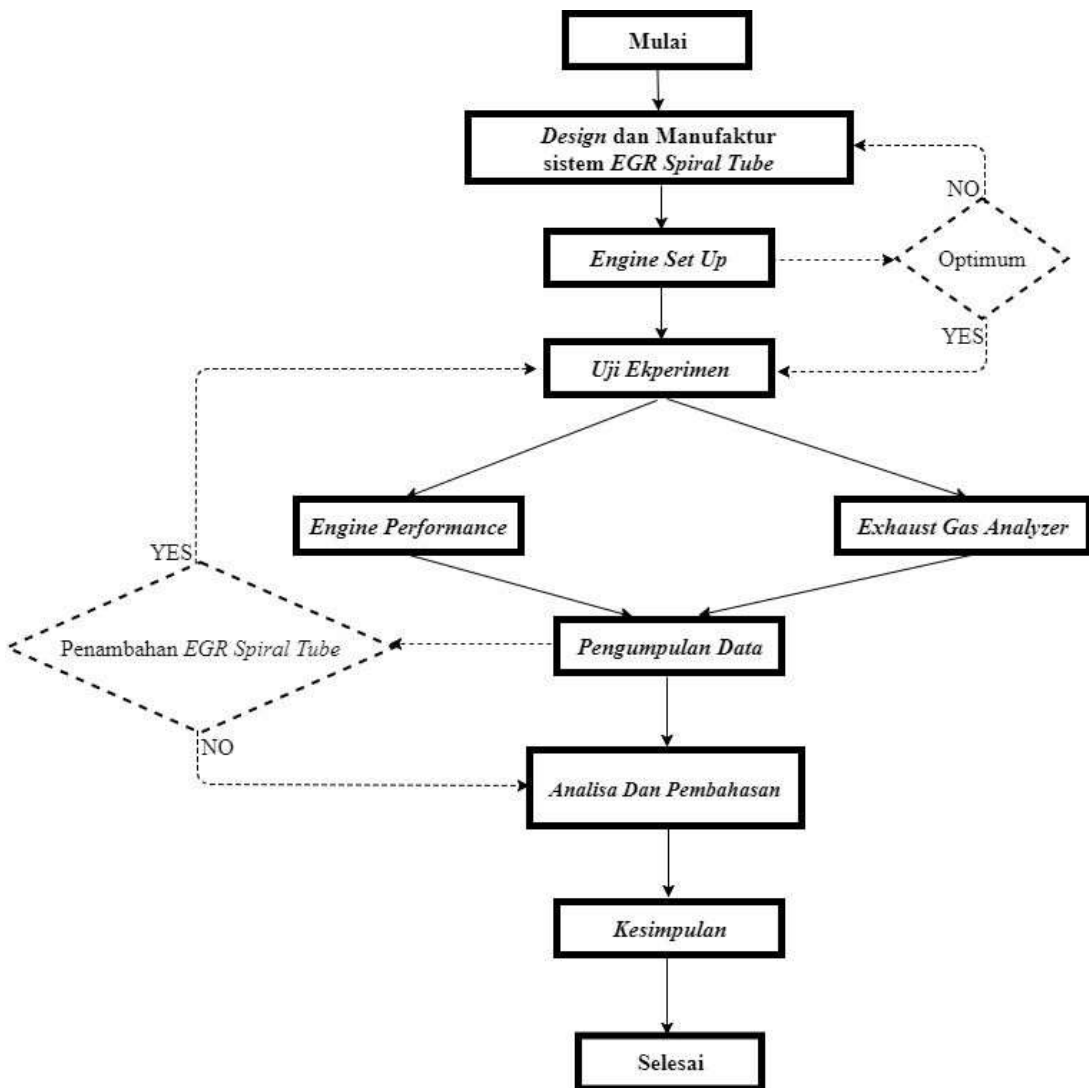 Mulai
Design dan Manufaktur
sistem EGR Spiral Tube
NO
Engine Set Up
Optimum
YES
Uji Ekperimen
Engine Performance
Exhaust Gas Analyzer
YES
Penambahan EGR Spiral Tube
Pengumpulan Data
NO
Analisa Dan Pembahasan
Kesimpulan
Selesai